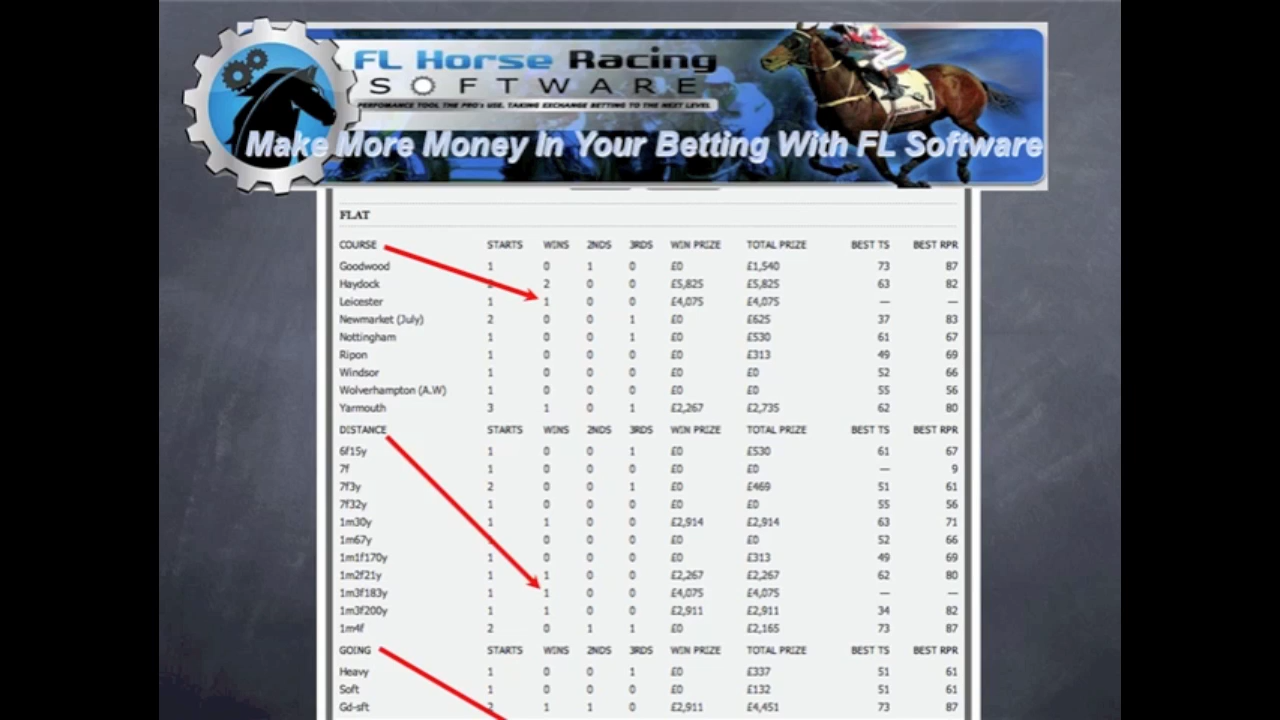 FL Horse Racing
SOFTWARE
PERFOMANCE TOOL THE PRO's USE. TAKING EXCHANGE BETTING TO THE NEXT LEVEL
Make More Money In Your Betting With FL Software
FLAT
COURSE STARTS WINS 2NDS 3RDS WIN PRIZE TOTAL PRIZE BEST TS BEST RPR
Goodwood 1 0 1 0 £0 £1,540 73 87
Haydock 2 0 0 £5,825 £5,825 63 82
Leicester 1 1 0 0 £4,075 £4,075 — —
Newmarket (July) 2 0 0 1 £0 £625 37 83
Nottingham 1 0 0 1 £0 £530 61 67
Ripon 1 0 0 0 £0 £313 49 69
Windsor 1 0 0 0 £0 £0 52 66
Wolverhampton (A.W) 1 0 0 0 £0 £0 55 56
Yarmouth 3 1 0 1 £2,267 £2,735 62 80
DISTANCE STARTS WINS 2NDS 3RDS WIN PRIZE TOTAL PRIZE BEST TS BEST RPR
6f15y 1 0 0 1 £0 £530 61 67
7f 1 0 0 0 £0 £0 — 9
7f3y 2 0 0 1 £0 £469 51 61
7f32y 1 0 0 0 £0 £0 55 56
1m30y 1 1 0 0 £2,914 £2,914 63 71
1m67y 1 0 0 0 £0 £0 52 66
1m1f170y 1 0 0 0 £0 £313 49 69
1m2f21y 1 1 0 0 £2,267 £2,267 62 80
1m3f183y 1 1 0 0 £4,075 £4,075 — —
1m3f200y 1 1 0 0 £2,911 £2,911 34 82
1m4f 2 0 1 1 £0 £2,165 73 87
GOING STARTS WINS 2NDS 3RDS WIN PRIZE TOTAL PRIZE BEST TS BEST RPR
Heavy 1 0 0 1 £0 £337 51 61
Soft 1 0 0 0 £0 £132 51 61
Gd-sft 2 1 1 0 £2,911 £4,451 73 87